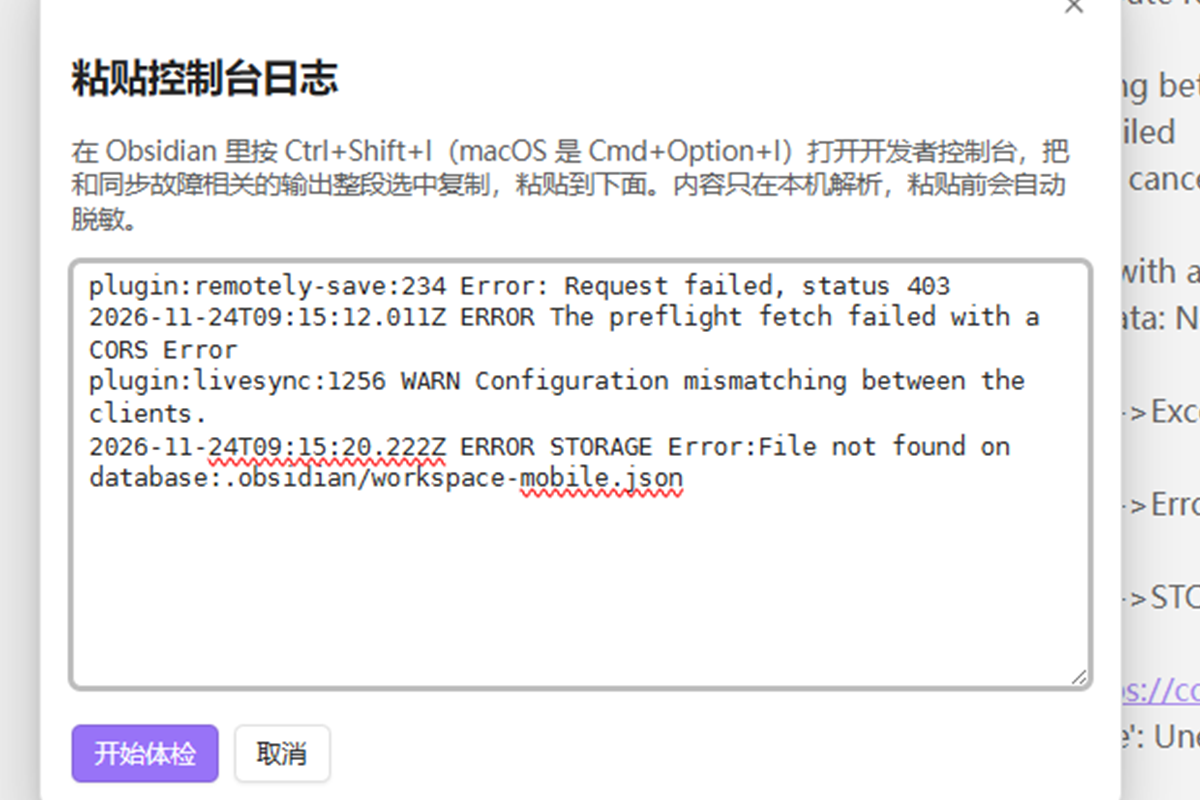 粘贴控制台日志
在 Obsidian 里按 Ctrl+Shift+I（macOS 是 Cmd+Option+I）打开开发者控制台，把
和同步故障相关的输出整段选中复制，粘贴到下面。内容只在本机解析，粘贴前会自动
脱敏。
plugin:remotely-save:234 Error: Request failed, status 403
2026-11-24T09:15:12.011Z ERROR The preflight fetch failed with a
CORS Error
plugin:livesync:1256 WARN Configuration mismatching between the
clients.
2026-11-24T09:15:20.222Z ERROR STORAGE Error:File not found on
database:.obsidian/workspace-mobile.json
开始体检
取消
with a